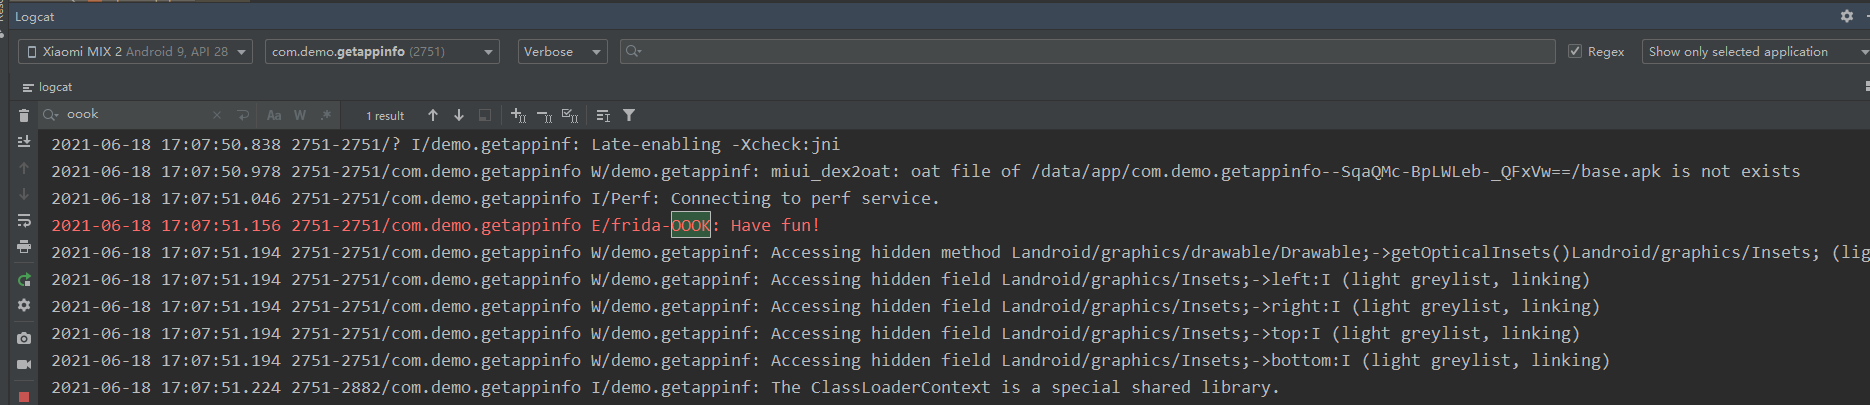 Logcat
Xiaomi MIX 2 Android 9, API 28 com.demo.getappinfo (2751) Verbose Regex Show only selected application
logcat
oook Aa W .* 1 result
2021-06-18 17:07:50.838 2751-2751/? I/demo.getappinf: Late-enabling -Xcheck:jni
2021-06-18 17:07:50.978 2751-2751/com.demo.getappinfo W/demo.getappinf: miui_dex2oat: oat file of /data/app/com.demo.getappinfo--SqaQMc-BpLWLeb-_QFxVw==/base.apk is not exists
2021-06-18 17:07:51.046 2751-2751/com.demo.getappinfo I/Perf: Connecting to perf service.
2021-06-18 17:07:51.156 2751-2751/com.demo.getappinfo E/frida-OOOK: Have fun!
2021-06-18 17:07:51.194 2751-2751/com.demo.getappinfo W/demo.getappinf: Accessing hidden method Landroid/graphics/drawable/Drawable;->getOpticalInsets()Landroid/graphics/Insets; (lig
2021-06-18 17:07:51.194 2751-2751/com.demo.getappinfo W/demo.getappinf: Accessing hidden field Landroid/graphics/Insets;->left:I (light greylist, linking)
2021-06-18 17:07:51.194 2751-2751/com.demo.getappinfo W/demo.getappinf: Accessing hidden field Landroid/graphics/Insets;->right:I (light greylist, linking)
2021-06-18 17:07:51.194 2751-2751/com.demo.getappinfo W/demo.getappinf: Accessing hidden field Landroid/graphics/Insets;->top:I (light greylist, linking)
2021-06-18 17:07:51.194 2751-2751/com.demo.getappinfo W/demo.getappinf: Accessing hidden field Landroid/graphics/Insets;->bottom:I (light greylist, linking)
2021-06-18 17:07:51.224 2751-2882/com.demo.getappinfo I/demo.getappinf: The ClassLoaderContext is a special shared library.